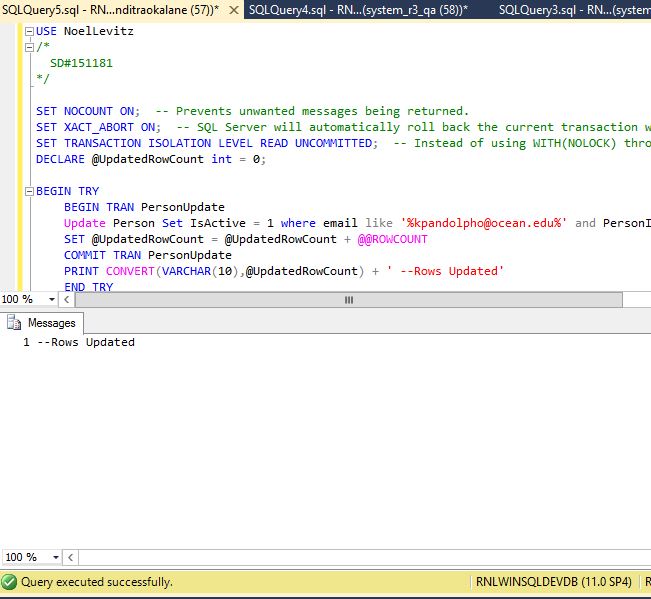 SQLQuery5.sql - RN...nditraokalane (57))* SQLQuery4.sql - RN...(system_r3_qa (58))* SQLQuery3.sql - RN...(system
USE NoelLevitz
/*
SD#151181
*/
SET NOCOUNT ON; -- Prevents unwanted messages being returned.
SET XACT_ABORT ON; -- SQL Server will automatically roll back the current transaction w
SET TRANSACTION ISOLATION LEVEL READ UNCOMMITTED; -- Instead of using WITH(NOLOCK) thro
DECLARE @UpdatedRowCount int = 0;
BEGIN TRY
BEGIN TRAN PersonUpdate
Update Person Set IsActive = 1 where email like '%kpandolpho@ocean.edu%' and PersonI
SET @UpdatedRowCount = @UpdatedRowCount + @@ROWCOUNT
COMMIT TRAN PersonUpdate
PRINT CONVERT(VARCHAR(10),@UpdatedRowCount) + ' --Rows Updated'
END TRY
100 %
Messages
1 --Rows Updated
100 %
Query executed successfully. RNLWINSQLDEVDB (11.0 SP4) R